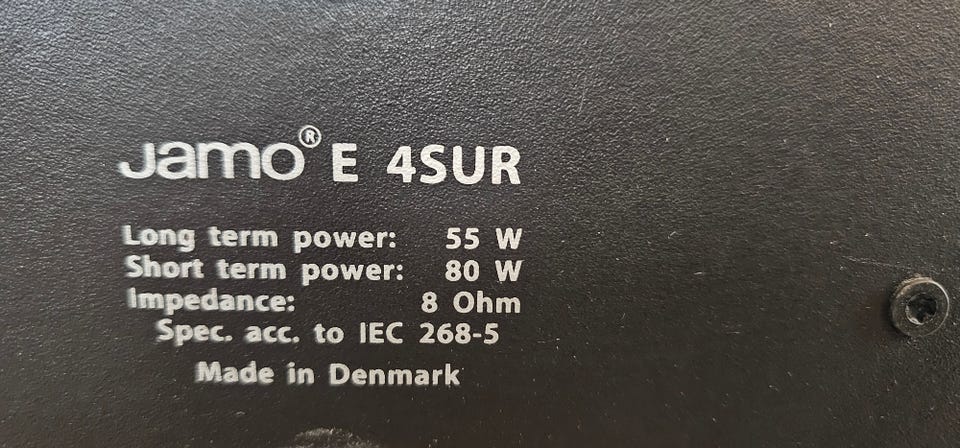 Jamo® E 4SUR
Long term power: 55 W
Short term power: 80 W
Impedance: 8 Ohm
Spec. acc. to IEC 268-5
Made in Denmark